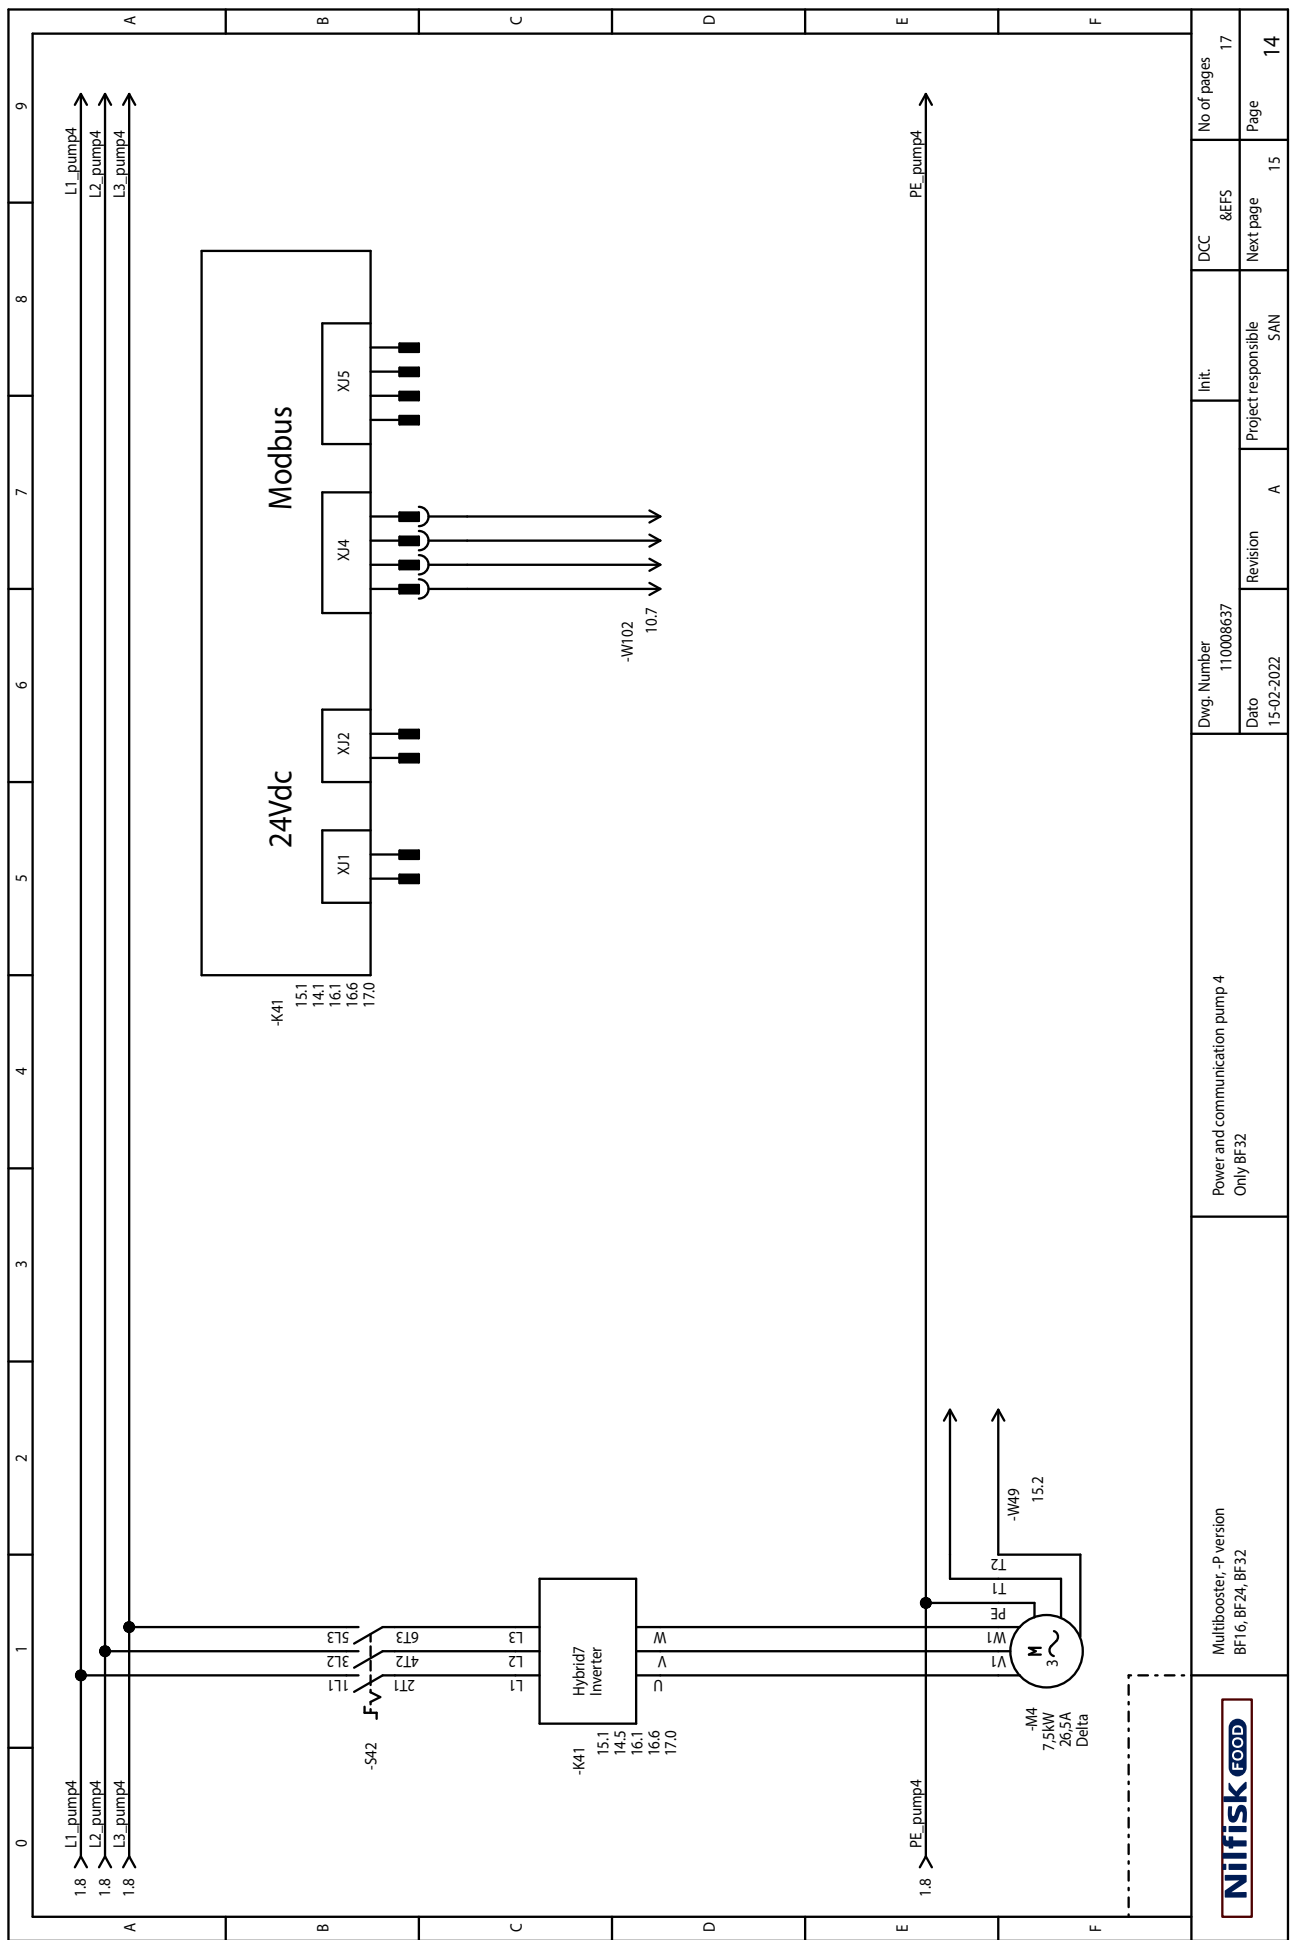 0 1 2 3 4 5 6 7 8 9
A
B
C
D
E
F
A
B
C
D
E
F
1.8 L1_pump4 L1_pump4
1.8 L2_pump4 L2_pump4
1.8 L3_pump4 L3_pump4
-S42
1L1 3L2 5L3
2T1 4T2 6T3
-K41
15.1
14.5
16.1
16.6
17.0
L1 L2 L3
Hybrid7
Inverter
U V W
-K41
15.1
14.1
16.1
16.6
17.0
24Vdc Modbus
XJ1 XJ2 XJ4 XJ5
-W102
10.7
1.8 PE_pump4 PE_pump4
V1 W1 PE T1 T2
-W49
15.2
-M4
7,5kW
26,5A
Delta
M
3
Nilfisk FOOD
Multibooster, -P version
BF16, BF24, BF32
Power and communication pump 4
Only BF32
Dwg. Number
110008637
Init.
DCC
&EFS
No of pages
17
Dato
15-02-2022
Revision
A
Project responsible
SAN
Next page
15
Page
14